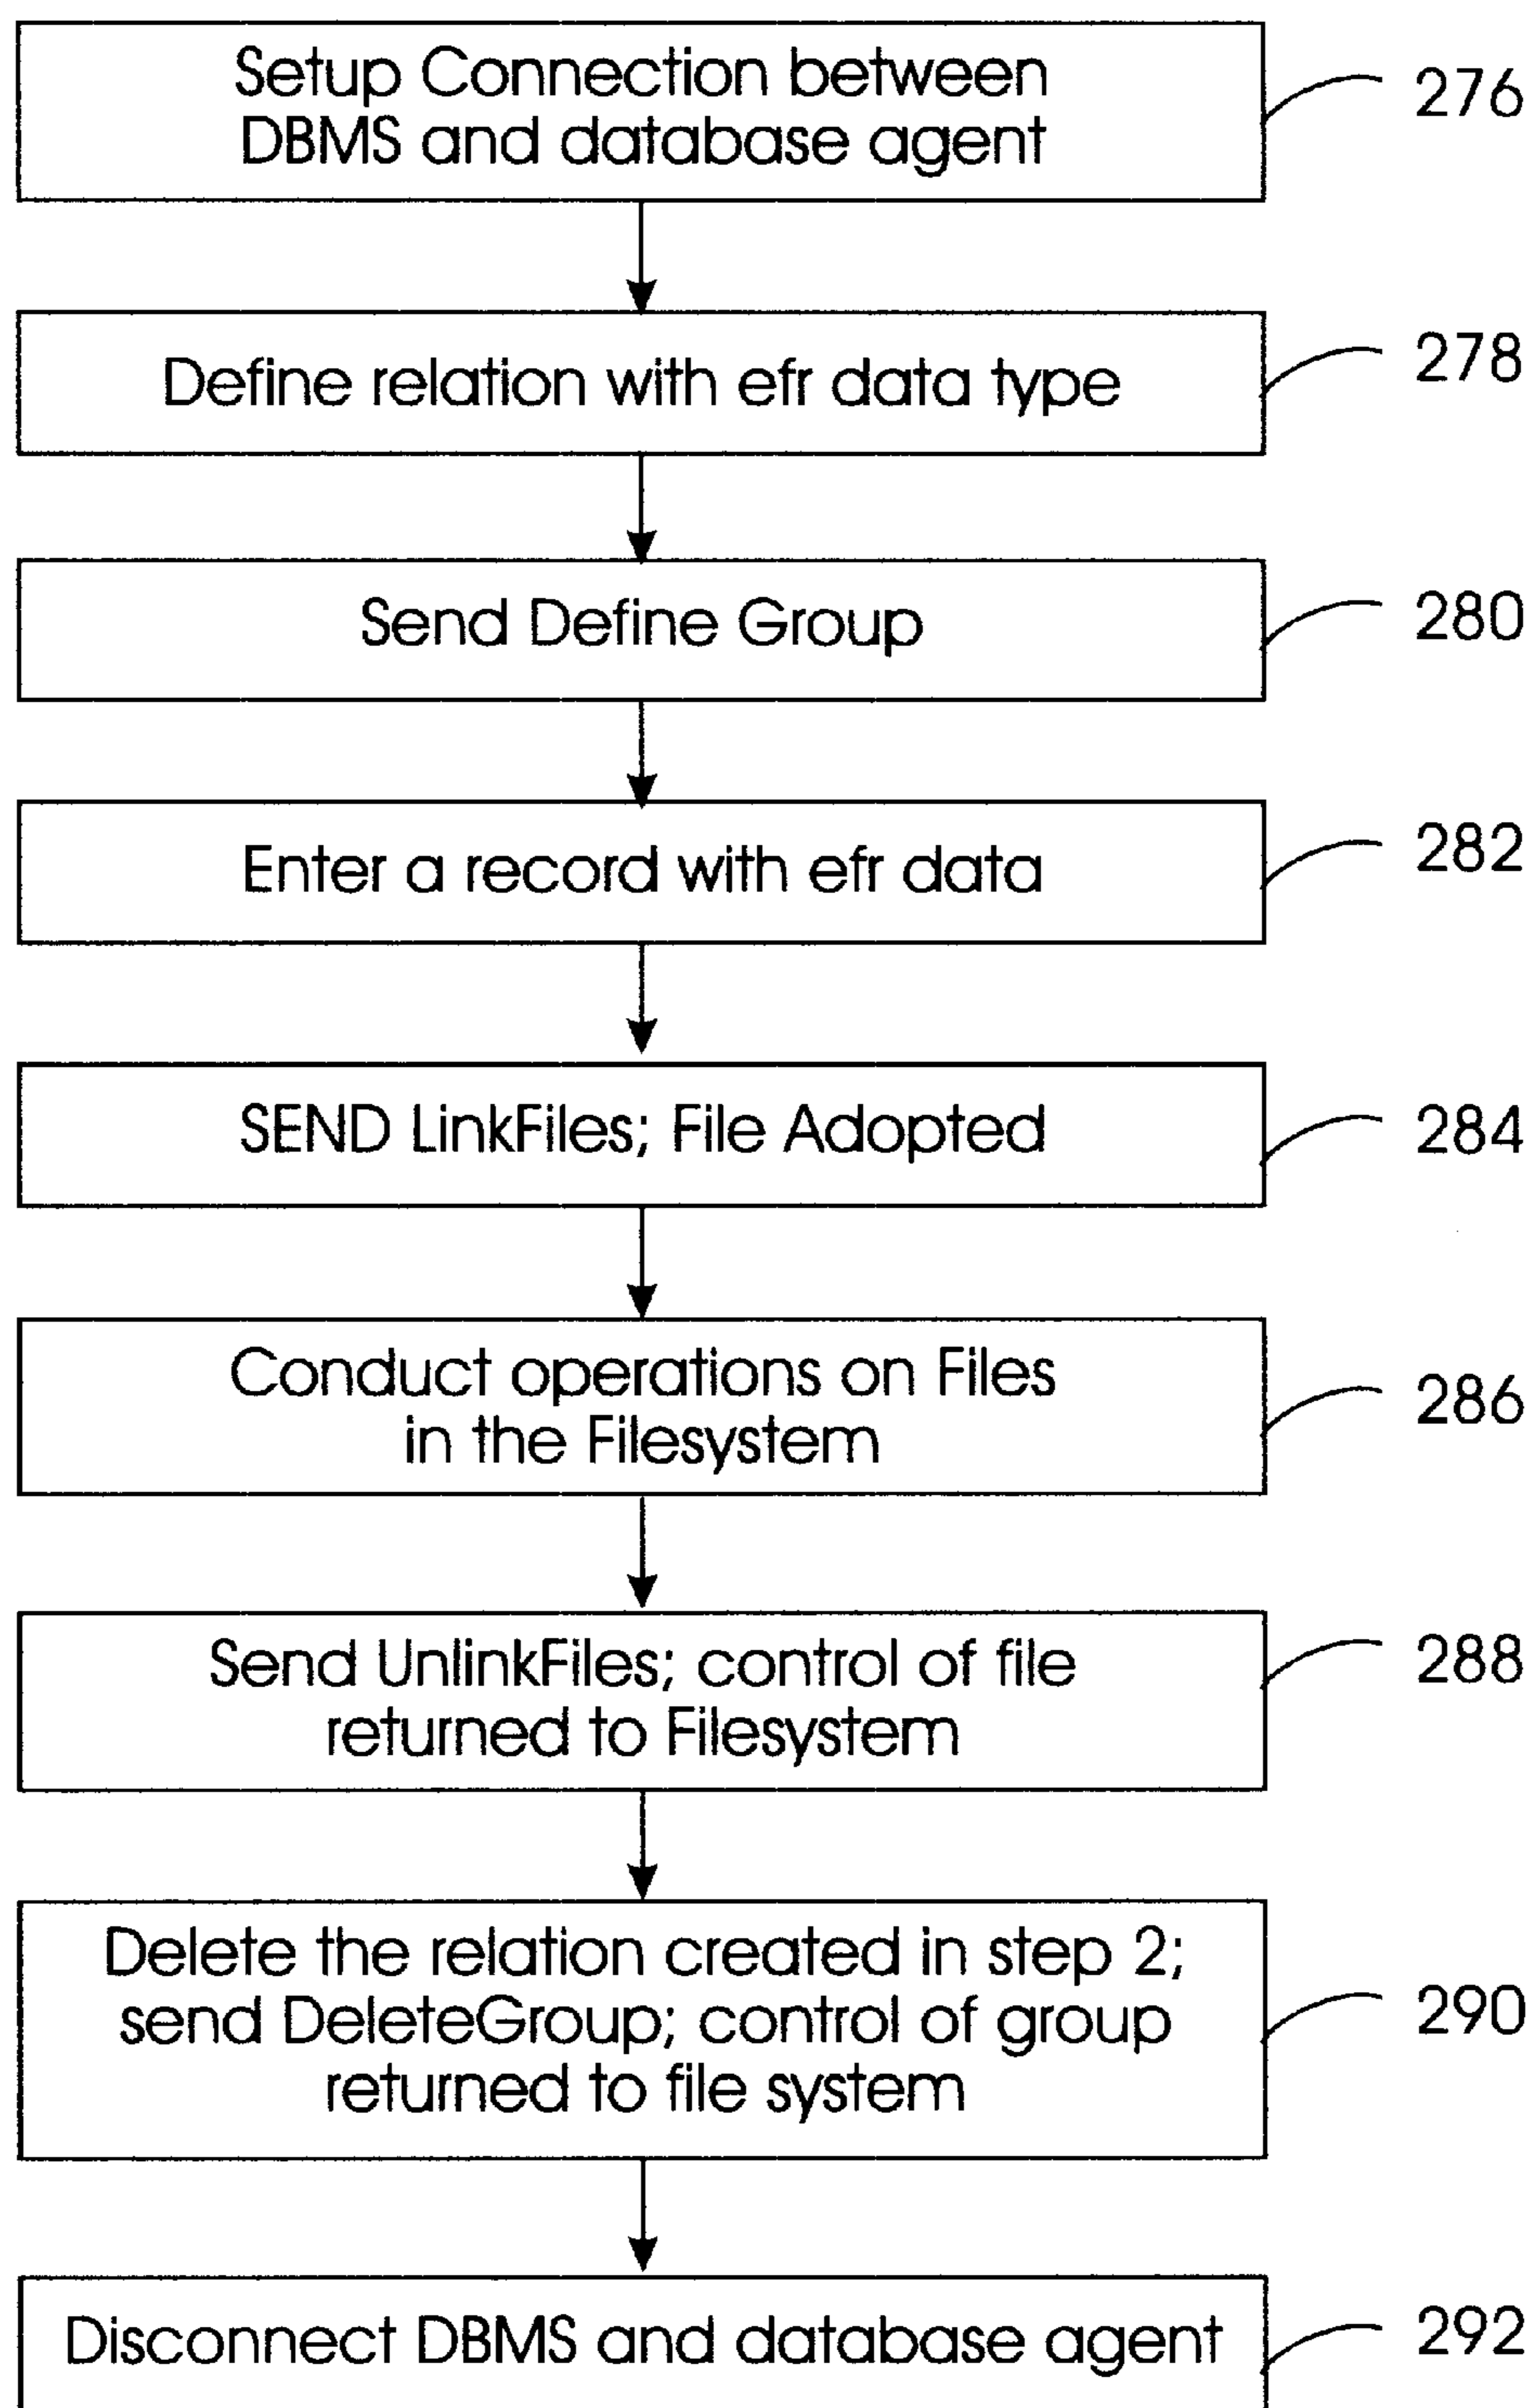 Setup Connection between
DBMS and database agent
276
Define relation with efr data type
278
Send Define Group
280
Enter a record with efr data
282
SEND LinkFiles; File Adopted
284
Conduct operations on Files
in the Filesystem
286
Send UnlinkFiles; control of file
returned to Filesystem
288
Delete the relation created in step 2;
send DeleteGroup; control of group
returned to file system
290
Disconnect DBMS and database agent
292